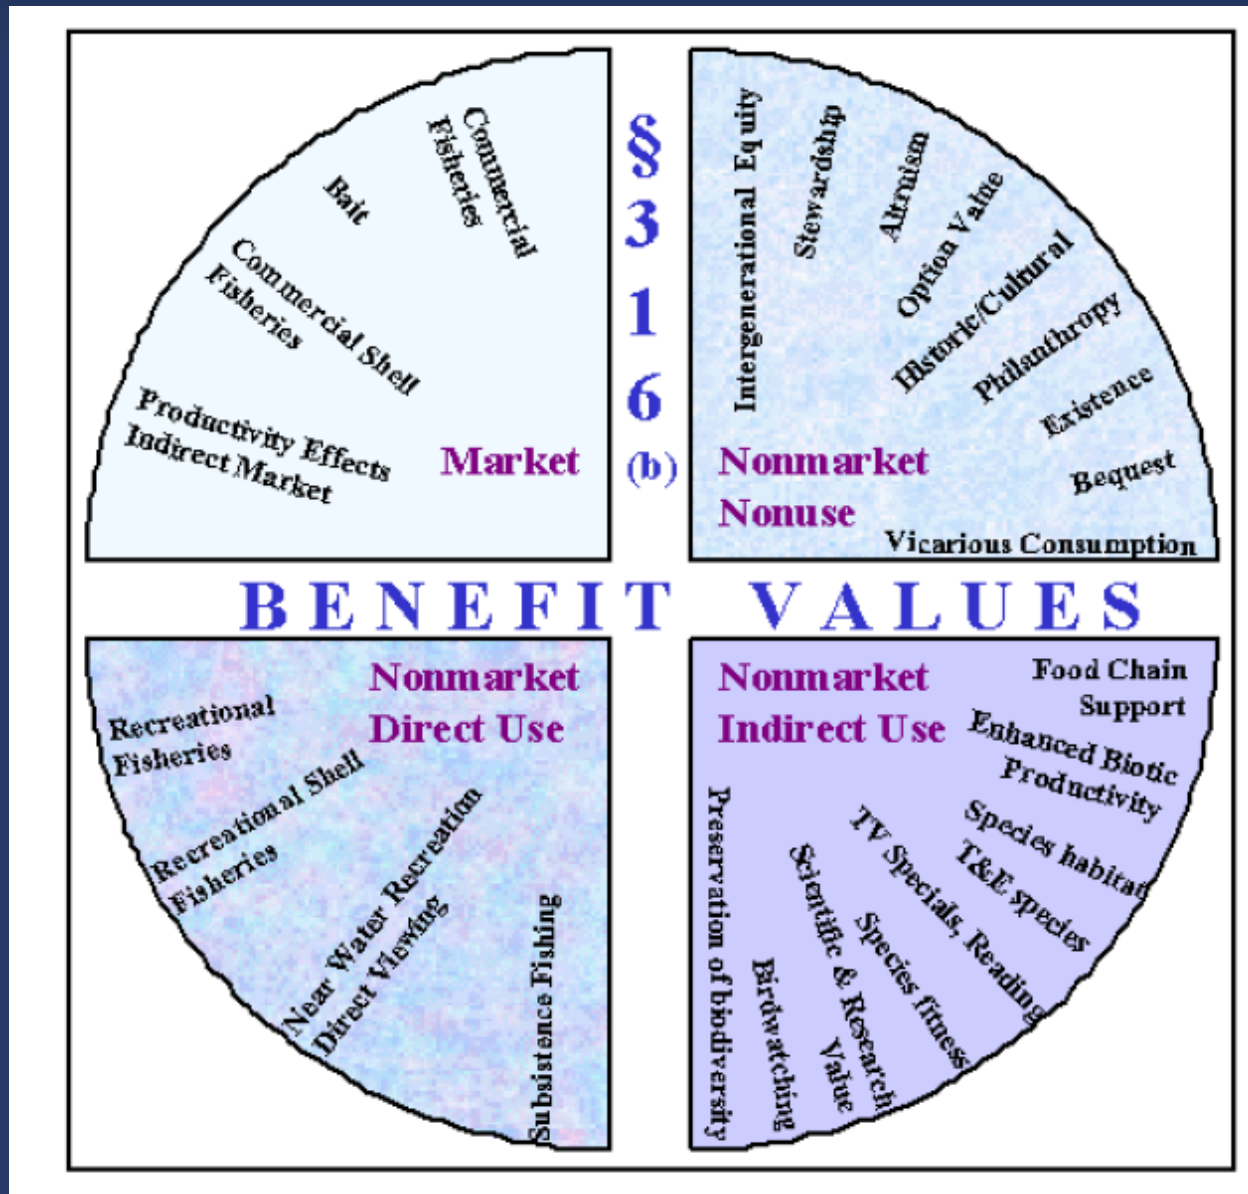 Commercial
Fisheries
Bait
Commercial Shell
Fisheries
Productivity Effects
Indirect Market
Market
§
3
1
6
(b)
Intergenerational Equity
Stewardship
Altruism
Option Value
Historic/Cultural
Philanthropy
Existence
Bequest
Vicarious Consumption
Nonmarket
Nonuse
BENEFIT VALUES
Nonmarket
Direct Use
Recreational
Fisheries
Recreational Shell
Fisheries
Near Water Recreation
Direct Viewing
Subsistence Fishing
Nonmarket
Indirect Use
Food Chain
Support
Enhanced Biotic
Productivity
Species habitat
T&E species
TV Specials, Reading
Species fitness
Scientific & Research
Value
Birdwatching
Preservation of biodiversity